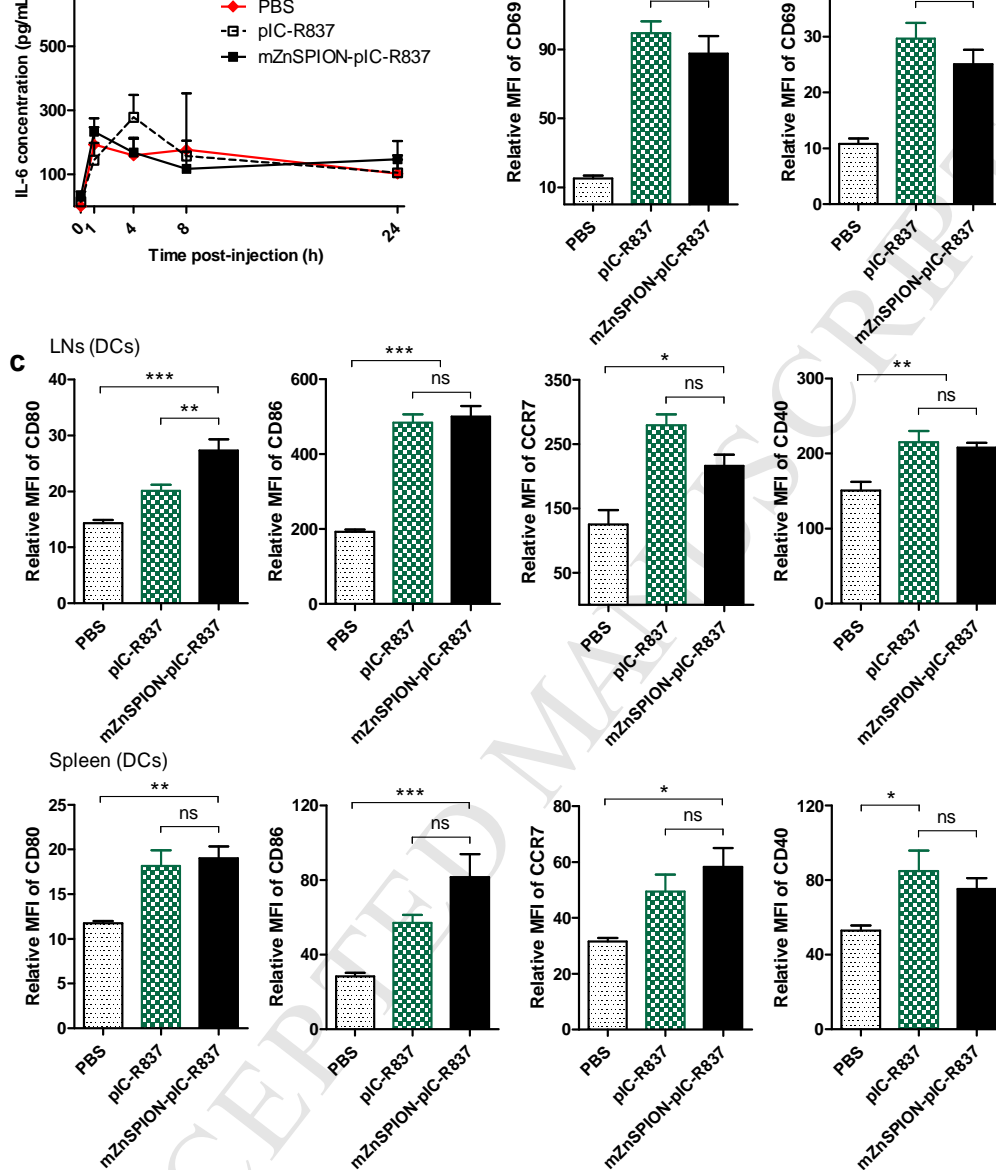 PBS
pIC-R837
mZnSPION-pIC-R837
IL-6 concentration (pg/mL
500
300
100
0
1
4
8
24
Time post-injection (h)
Relative MFI of CD69
90
50
10
PBS
pIC-R837
mZnSPION-pIC-R837
Relative MFI of CD69
30
20
10
0
PBS
pIC-R837
mZnSPION-pIC-R837
c
LNs (DCs)
Relative MFI of CD80
40
30
20
10
0
***
**
PBS
pIC-R837
mZnSPION-pIC-R837
Relative MFI of CD86
600
400
200
0
***
ns
PBS
pIC-R837
mZnSPION-pIC-R837
Relative MFI of CCR7
350
250
150
50
*
ns
PBS
pIC-R837
mZnSPION-pIC-R837
Relative MFI of CD40
300
200
100
0
**
ns
PBS
pIC-R837
mZnSPION-pIC-R837
Spleen (DCs)
Relative MFI of CD80
25
20
15
10
5
0
**
ns
PBS
pIC-R837
mZnSPION-pIC-R837
Relative MFI of CD86
120
80
40
0
***
ns
PBS
pIC-R837
mZnSPION-pIC-R837
Relative MFI of CCR7
80
60
40
20
0
*
ns
PBS
pIC-R837
mZnSPION-pIC-R837
Relative MFI of CD40
120
80
40
0
*
ns
PBS
pIC-R837
mZnSPION-pIC-R837
CEPTED MANUSCRIPT